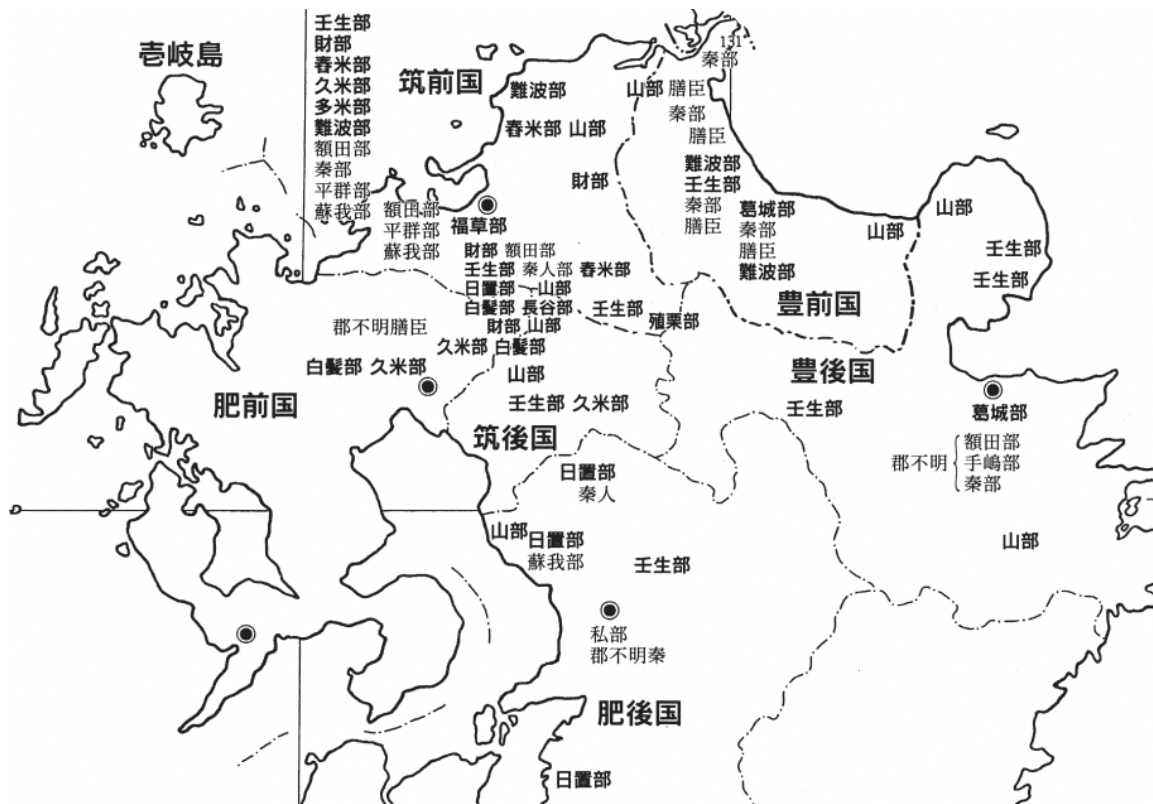 壬生部
財部
舂米部
久米部
多米部
難波部
額田部
秦部
平群部
蘇我部
壱岐島
筑前国
難波部
舂米部 山部
財部
額田部
平群部
蘇我部
福草部
財部 額田部
壬生部 秦人部 舂米部
日置部 山部
白髪部 長谷部 壬生部
財部 山部
殖栗部
131
秦部
山部 膳臣
秦部
膳臣
難波部
壬生部
秦部
膳臣
葛城部
秦部
膳臣
難波部
山部
豊前国
山部
壬生部
壬生部
豊後国
壬生部
葛城部
郡不明
額田部
手嶋部
秦部
山部
郡不明膳臣
白髪部 久米部
肥前国
久米部 白髪部
山部
壬生部 久米部
筑後国
日置部
秦人
山部
日置部
蘇我部
壬生部
私部
郡不明秦
肥後国
日置部